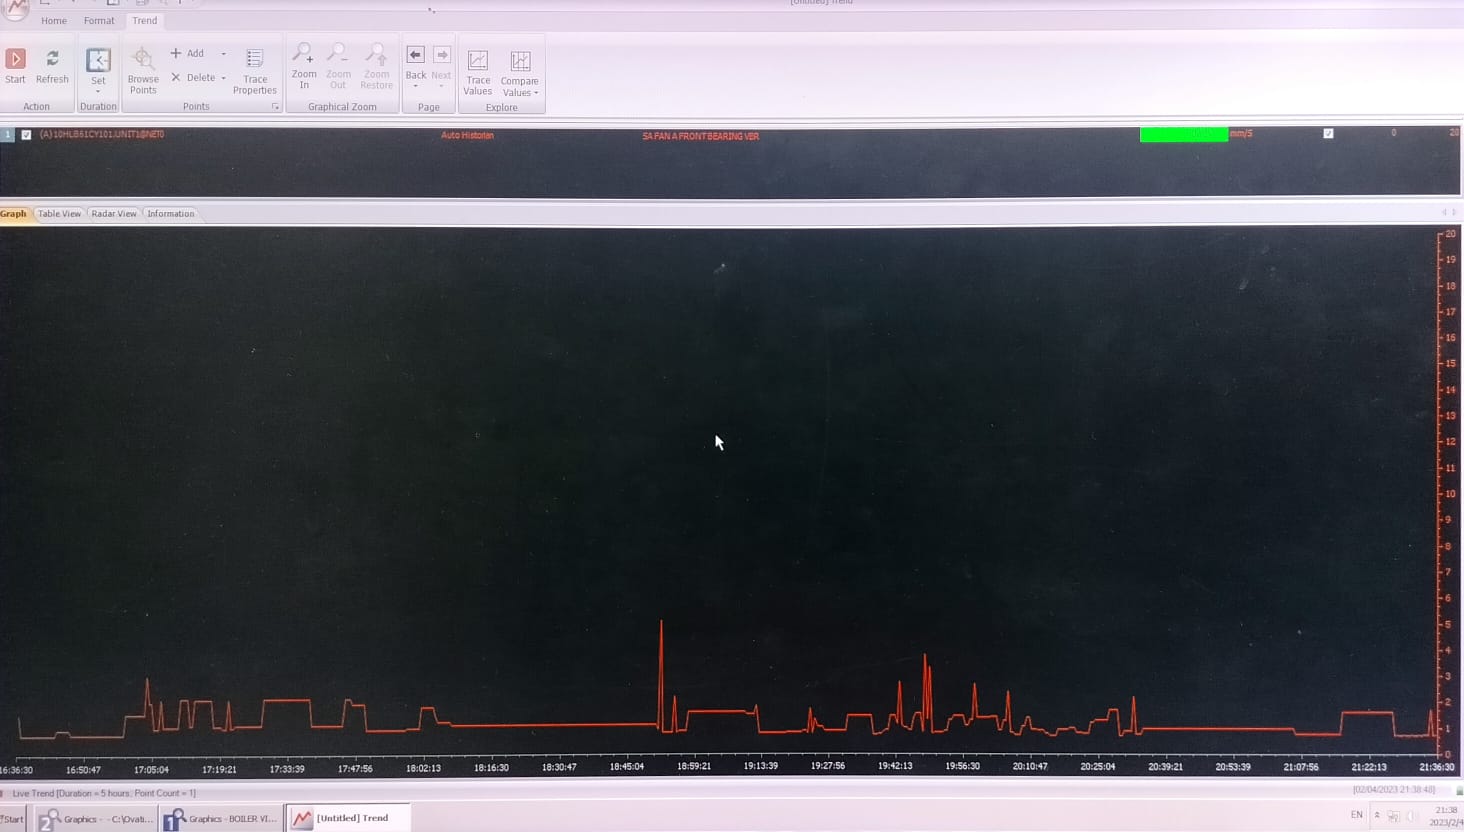 [Untitled] Trend
Home Format Trend
Start Refresh Set Browse Points Add Delete Trace Properties Zoom In Zoom Out Zoom Restore Back Next Trace Values Compare Values
Action Duration Points Graphical Zoom Page Explore
1 (A)10HLB61CY101.UNIT1@NET0 Auto Historian SA FAN A FRONT BEARING VER mm/S 0 20
Graph Table View Radar View Information
20
19
18
17
16
15
14
13
12
11
10
9
8
7
6
5
4
3
2
1
0
16:36:30 16:50:47 17:05:04 17:19:21 17:33:39 17:47:56 18:02:13 18:16:30 18:30:47 18:45:04 18:59:21 19:13:39 19:27:56 19:42:13 19:56:30 20:10:47 20:25:04 20:39:21 20:53:39 21:07:56 21:22:13 21:36:30
Live Trend [Duration = 5 hours, Point Count = 1] [02/04/2023 21:38:48]
Start 2 Graphics - - C:\Ovati... 1 Graphics - BOILER VI... [Untitled] Trend EN 21:38
2023/2/4